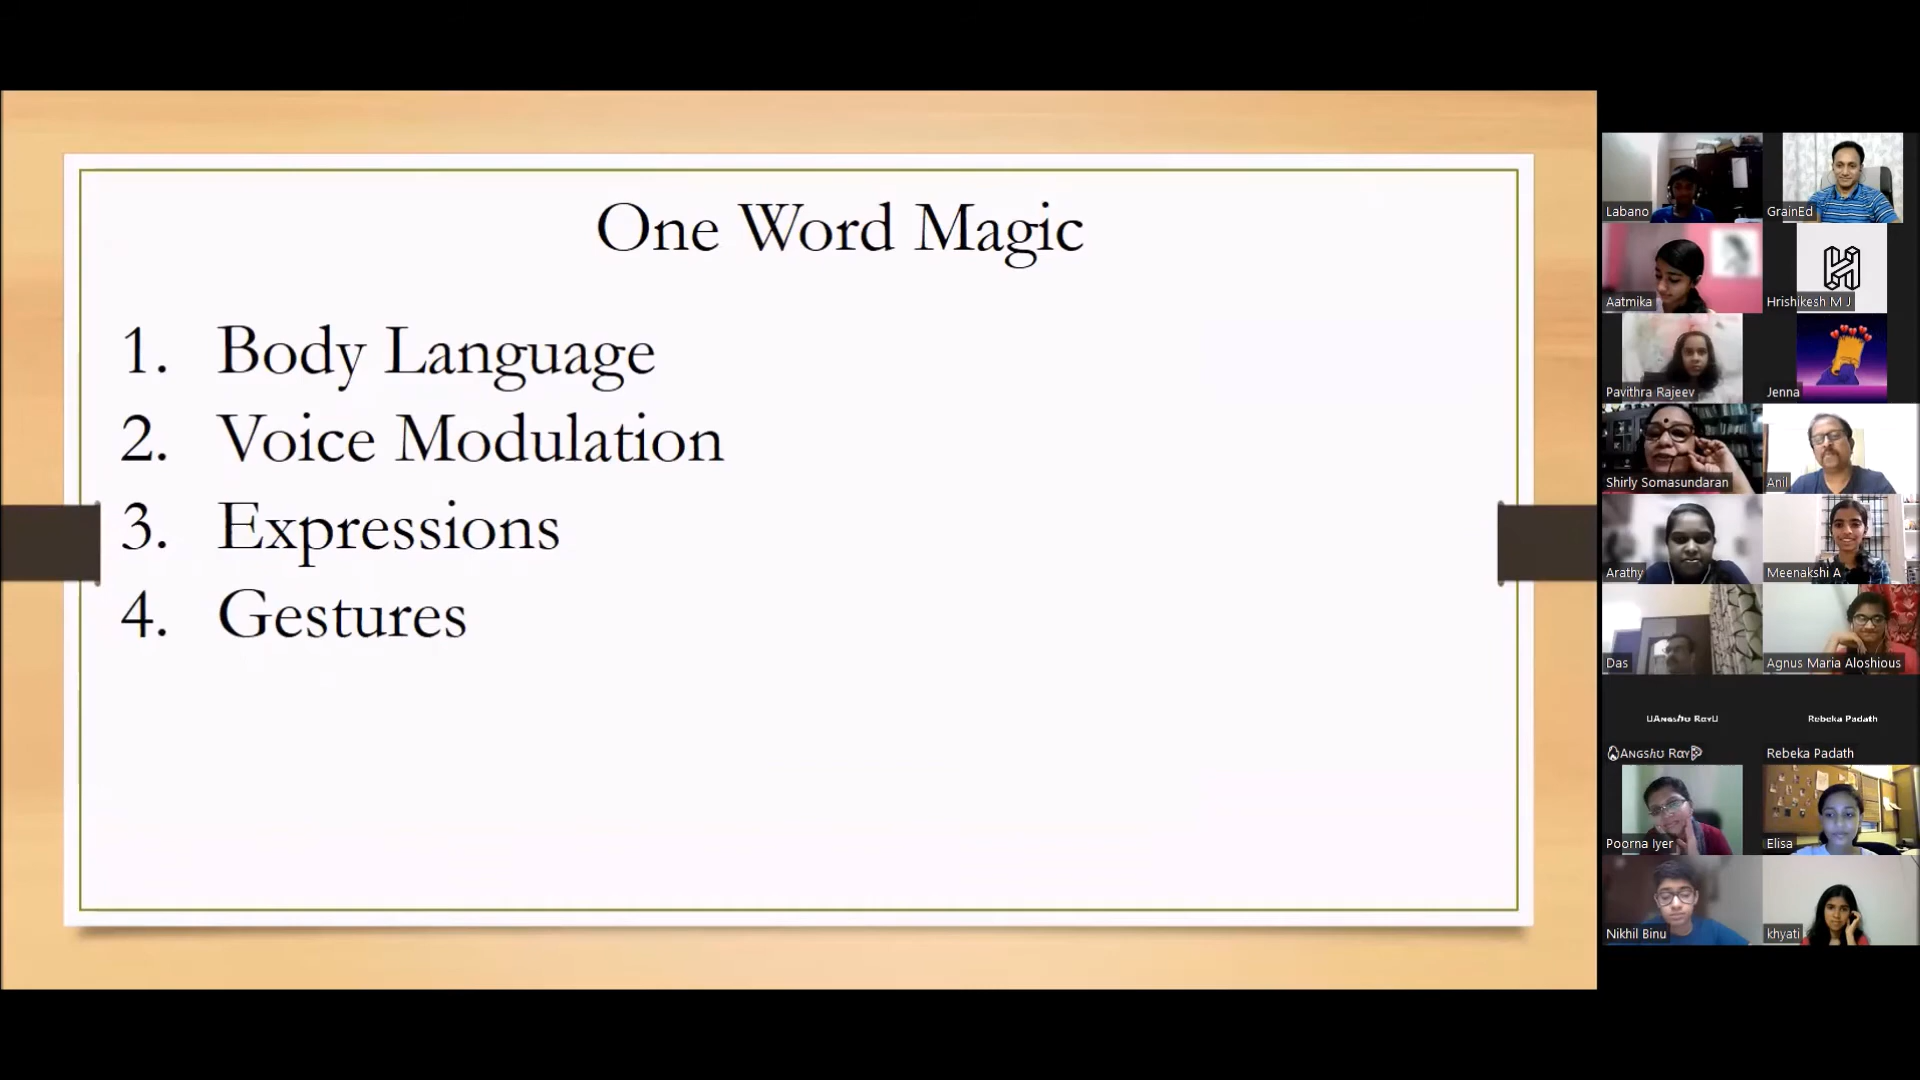 One Word Magic
1. Body Language
2. Voice Modulation
3. Expressions
4. Gestures
Labano
GrainEd
Aatmika
Hrishikesh M J
Pavithra Rajeev
Jenna
Shirly Somasundaran
Anil
Arathy
Meenakshi A
Das
Agnus Maria Aloshious
Rebeka Padath
Rebeka Padath
Poorna Iyer
Elisa
Nikhil Binu
khyati